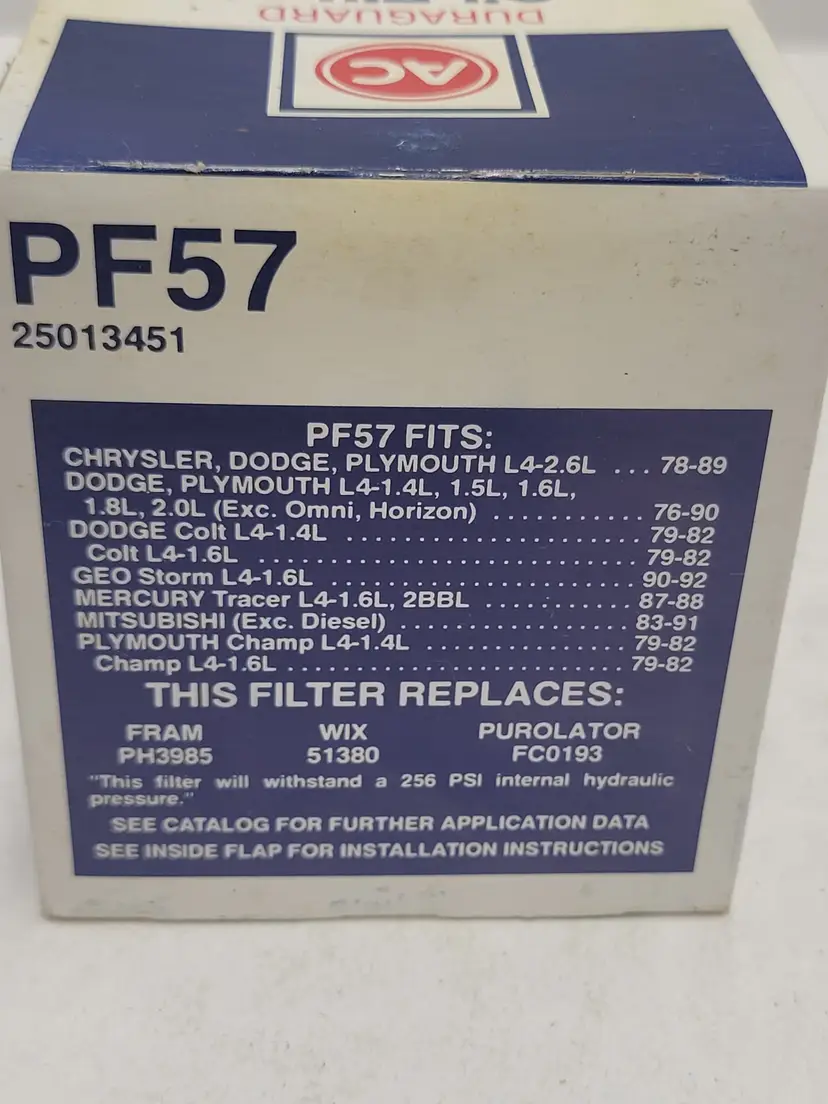 DURAGUARD
AC
PF57
25013451
PF57 FITS:
CHRYSLER, DODGE, PLYMOUTH L4-2.6L ... 78-89
DODGE, PLYMOUTH L4-1.4L, 1.5L, 1.6L,
1.8L, 2.0L (Exc. Omni, Horizon) ........... 76-90
DODGE Colt L4-1.4L ...................... 79-82
Colt L4-1.6L ............................ 79-82
GEO Storm L4-1.6L ....................... 90-92
MERCURY Tracer L4-1.6L, 2BBL ........... 87-88
MITSUBISHI (Exc. Diesel) ................. 83-91
PLYMOUTH Champ L4-1.4L ............... 79-82
Champ L4-1.6L ......................... 79-82
THIS FILTER REPLACES:
FRAM WIX PUROLATOR
PH3985 51380 FC0193
"This filter will withstand a 256 PSI internal hydraulic
pressure."
SEE CATALOG FOR FURTHER APPLICATION DATA
SEE INSIDE FLAP FOR INSTALLATION INSTRUCTIONS